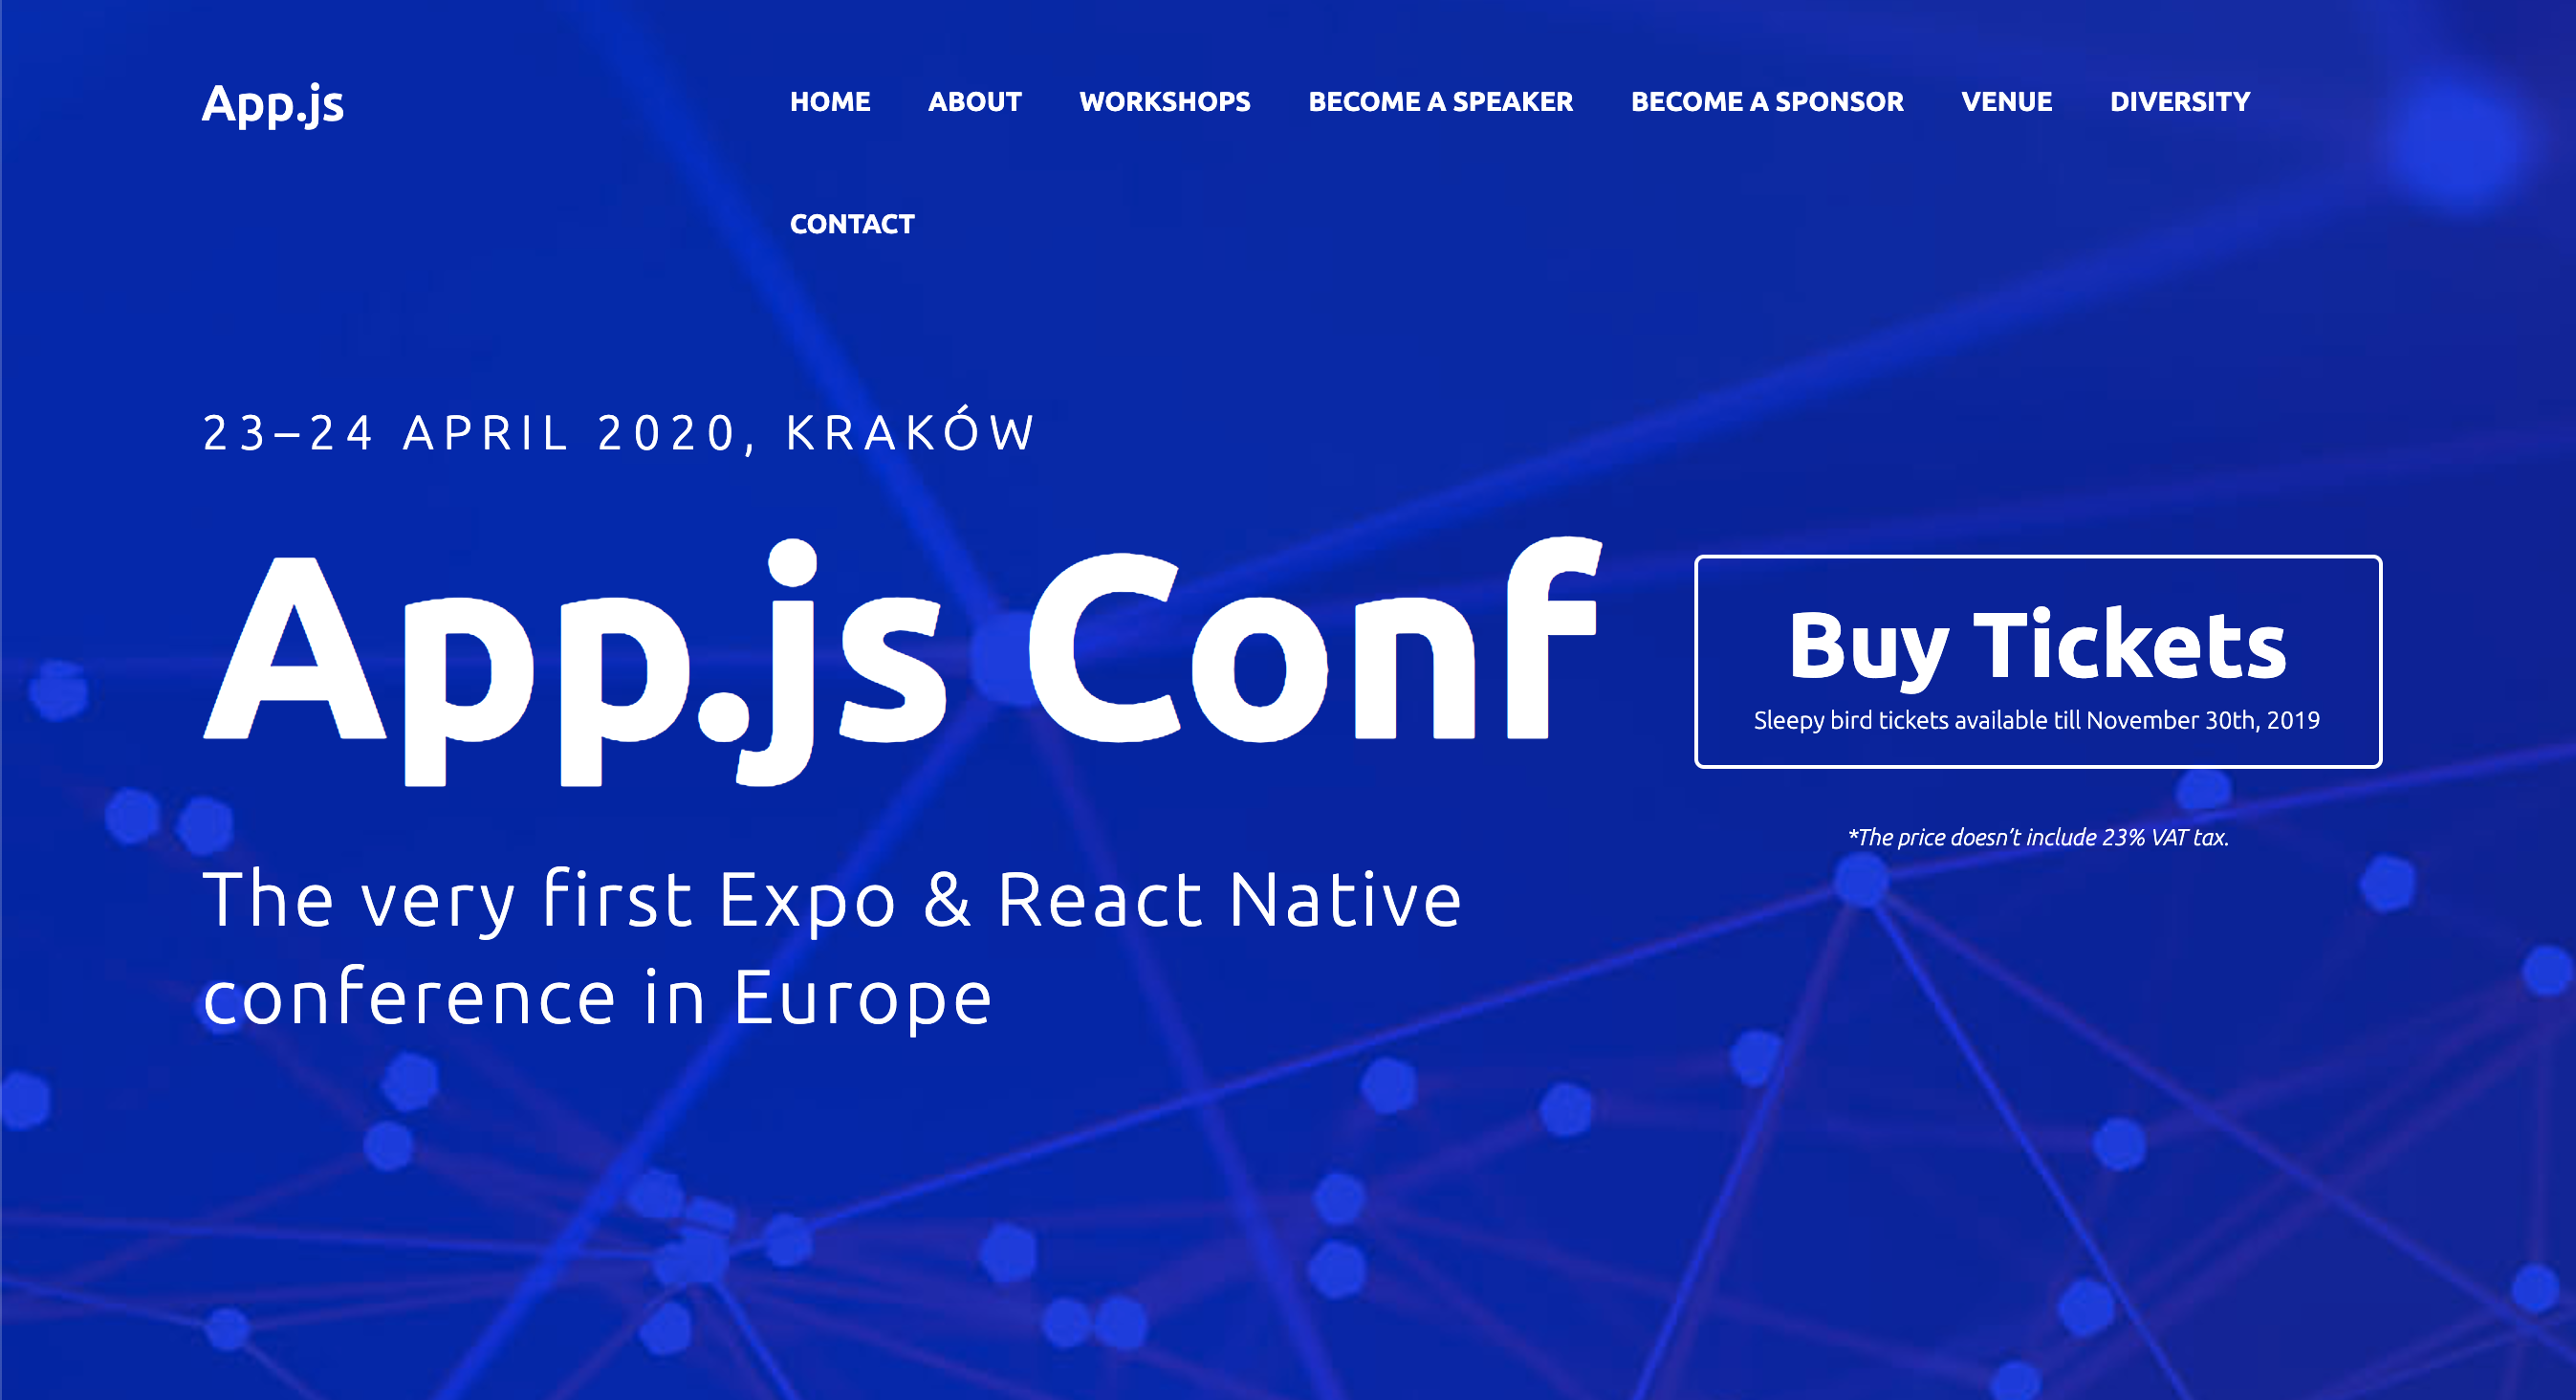 App.js
HOME ABOUT WORKSHOPS BECOME A SPEAKER BECOME A SPONSOR VENUE DIVERSITY
CONTACT
23–24 APRIL 2020, KRAKÓW
App.js Conf
The very first Expo & React Native
conference in Europe
Buy Tickets
Sleepy bird tickets available till November 30th, 2019
*The price doesn’t include 23% VAT tax.